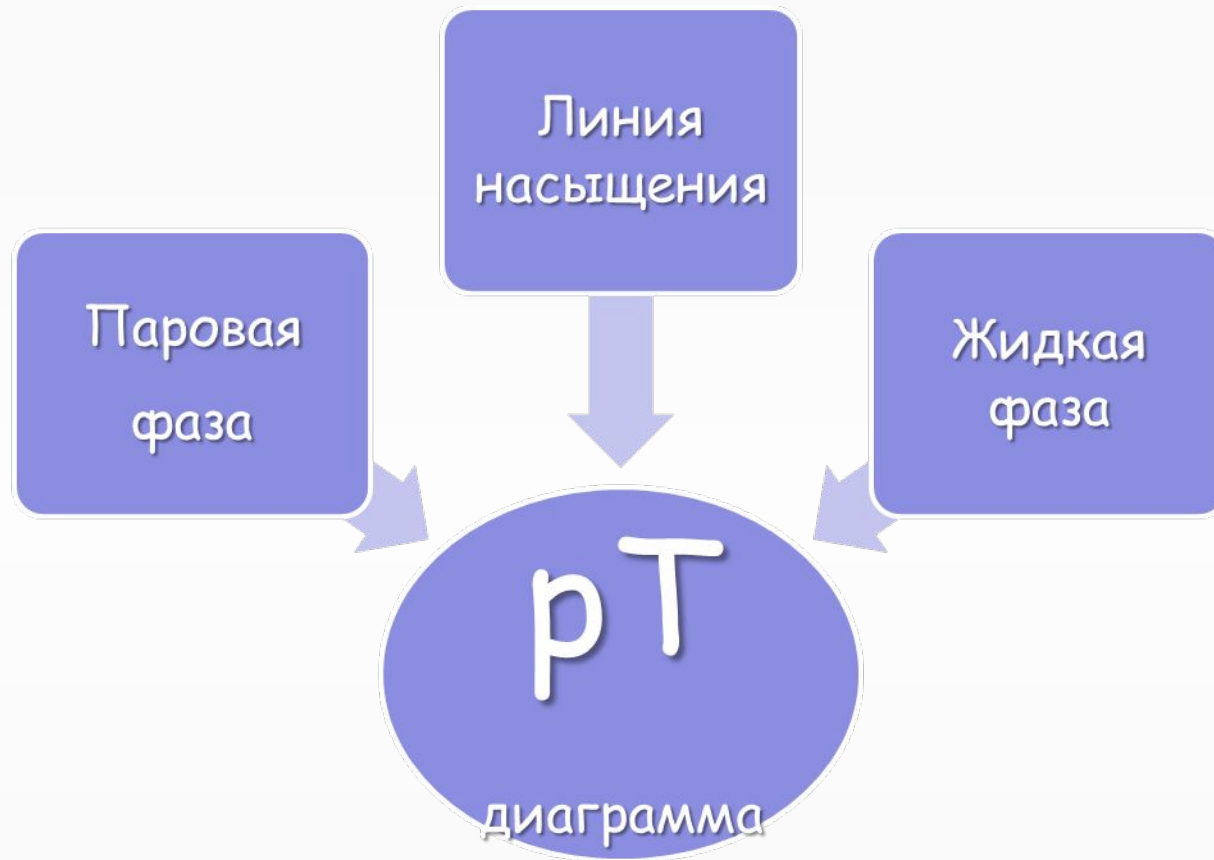 Линия
насыщения
Паровая
фаза
Жидкая
фаза
pT
диаграмма